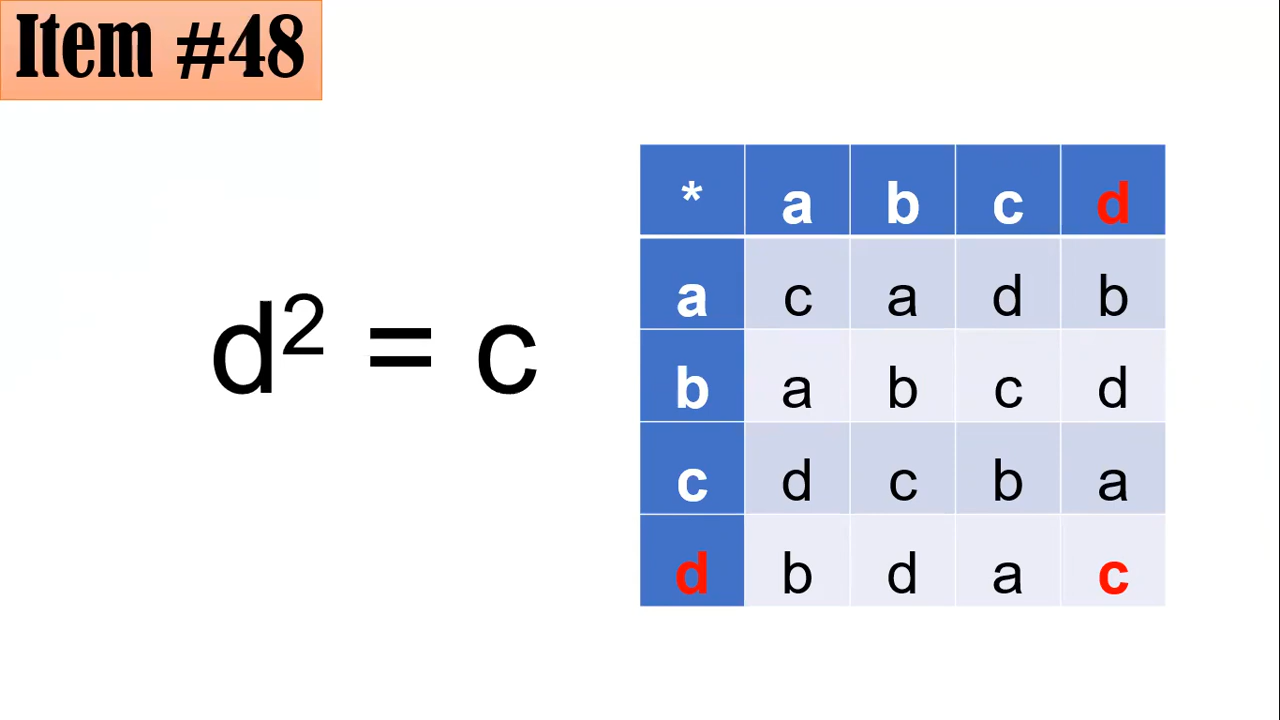 Item #48
d² = c
* a b c d
a c a d b
b a b c d
c d c b a
d b d a c